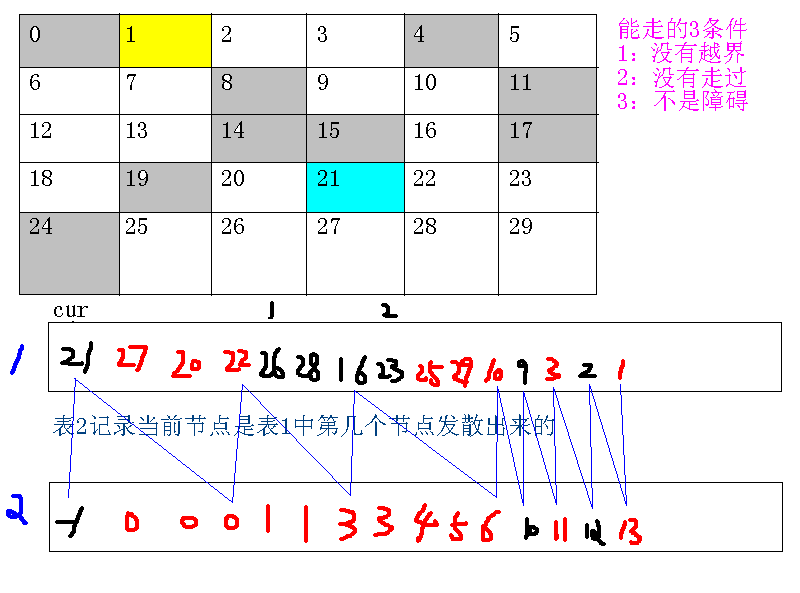 0 1 2 3 4 5
能走的3条件
1：没有越界
2：没有走过
3：不是障碍
6 7 8 9 10 11
12 13 14 15 16 17
18 19 20 21 22 23
24 25 26 27 28 29
cur 1 2
1 21 27 20 22 26 28 16 23 25 29 10 9 3 2 1
表2记录当前节点是表1中第几个节点发散出来的
2 -1 0 0 0 1 1 3 3 4 5 6 10 11 12 13